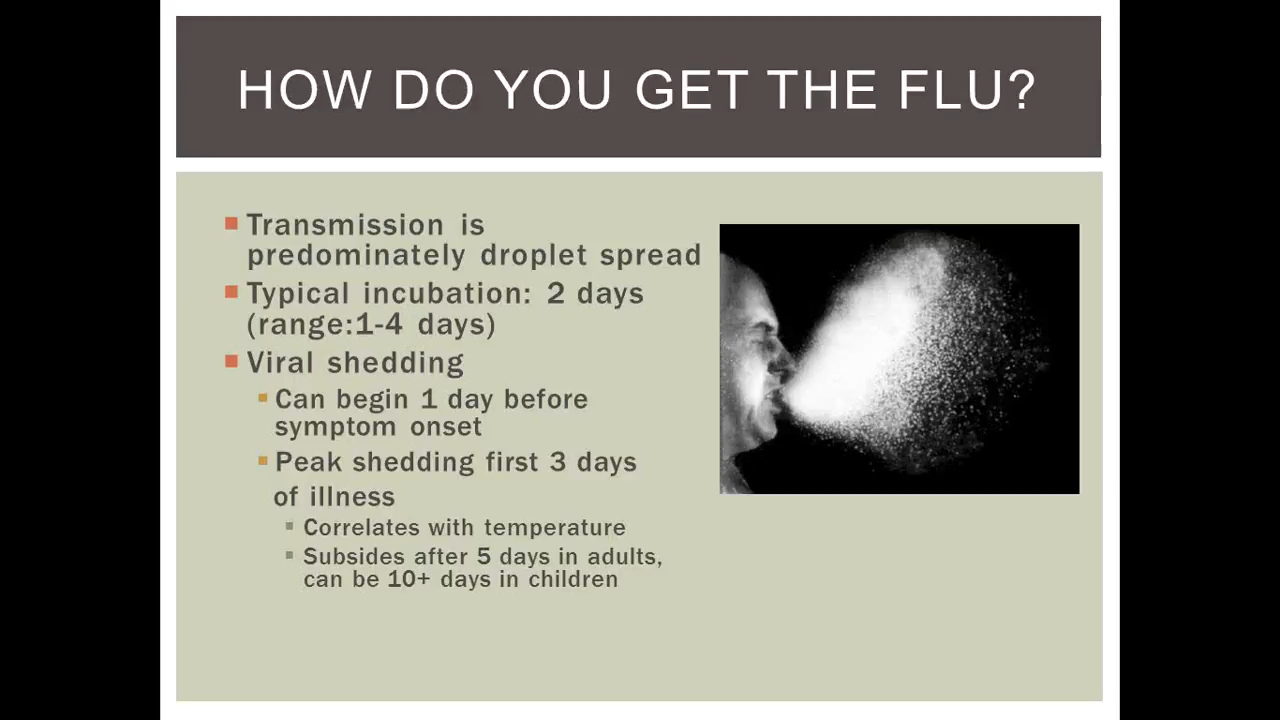 HOW DO YOU GET THE FLU?
Transmission is
predominately droplet spread
Typical incubation: 2 days
(range:1-4 days)
Viral shedding
Can begin 1 day before
symptom onset
Peak shedding first 3 days
of illness
Correlates with temperature
Subsides after 5 days in adults,
can be 10+ days in children